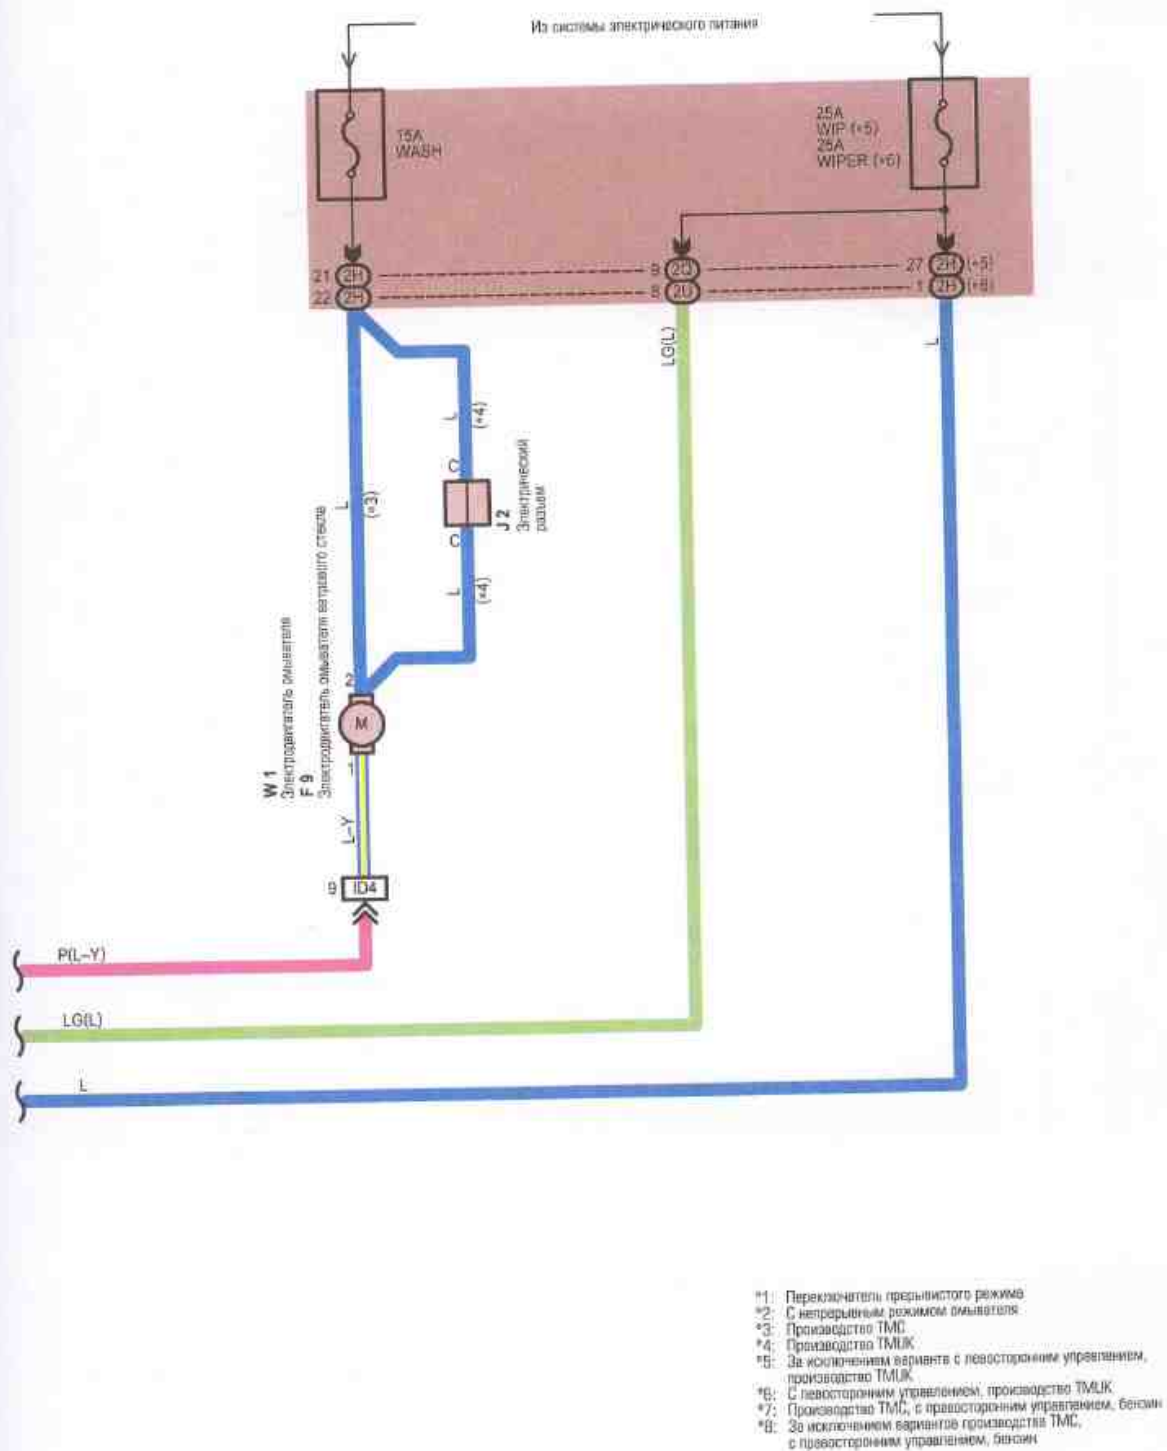 Из системы электрического питания
15A
WASH
25A
WIP (*5)
25A
WIPER (*6)
21 2H
9 2Q
27 2H (*5)
22 2H
8 2U
1 2H (*6)
LG(L)
L
L
(*4)
C
J 2
Электрический
разъем
C
L
(*4)
L
(*3)
2
M
1
W 1
Электродвигатель омывателя
F 9
Электродвигатель омывателя ветрового стекла
L–Y
9 ID4
P(L–Y)
LG(L)
L
*1: Переключатель прерывистого режима
*2: С непрерывным режимом омывателя
*3: Производство TMC
*4: Производство TMUK
*5: За исключением варианта с левосторонним управлением,
производство TMUK
*6: С левосторонним управлением, производство TMUK
*7: Производство TMC, с правосторонним управлением, бензин
*8: За исключением вариантов производства TMC,
с правосторонним управлением, бензин